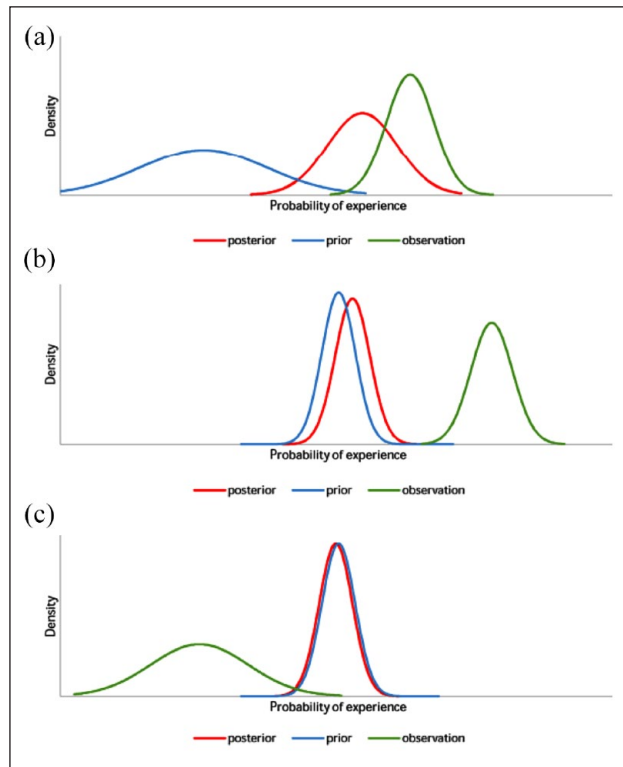 (a)
Density
Probability of experience
posterior prior observation
(b)
Density
Probability of experience
posterior prior observation
(c)
Density
Probability of experience
posterior prior observation